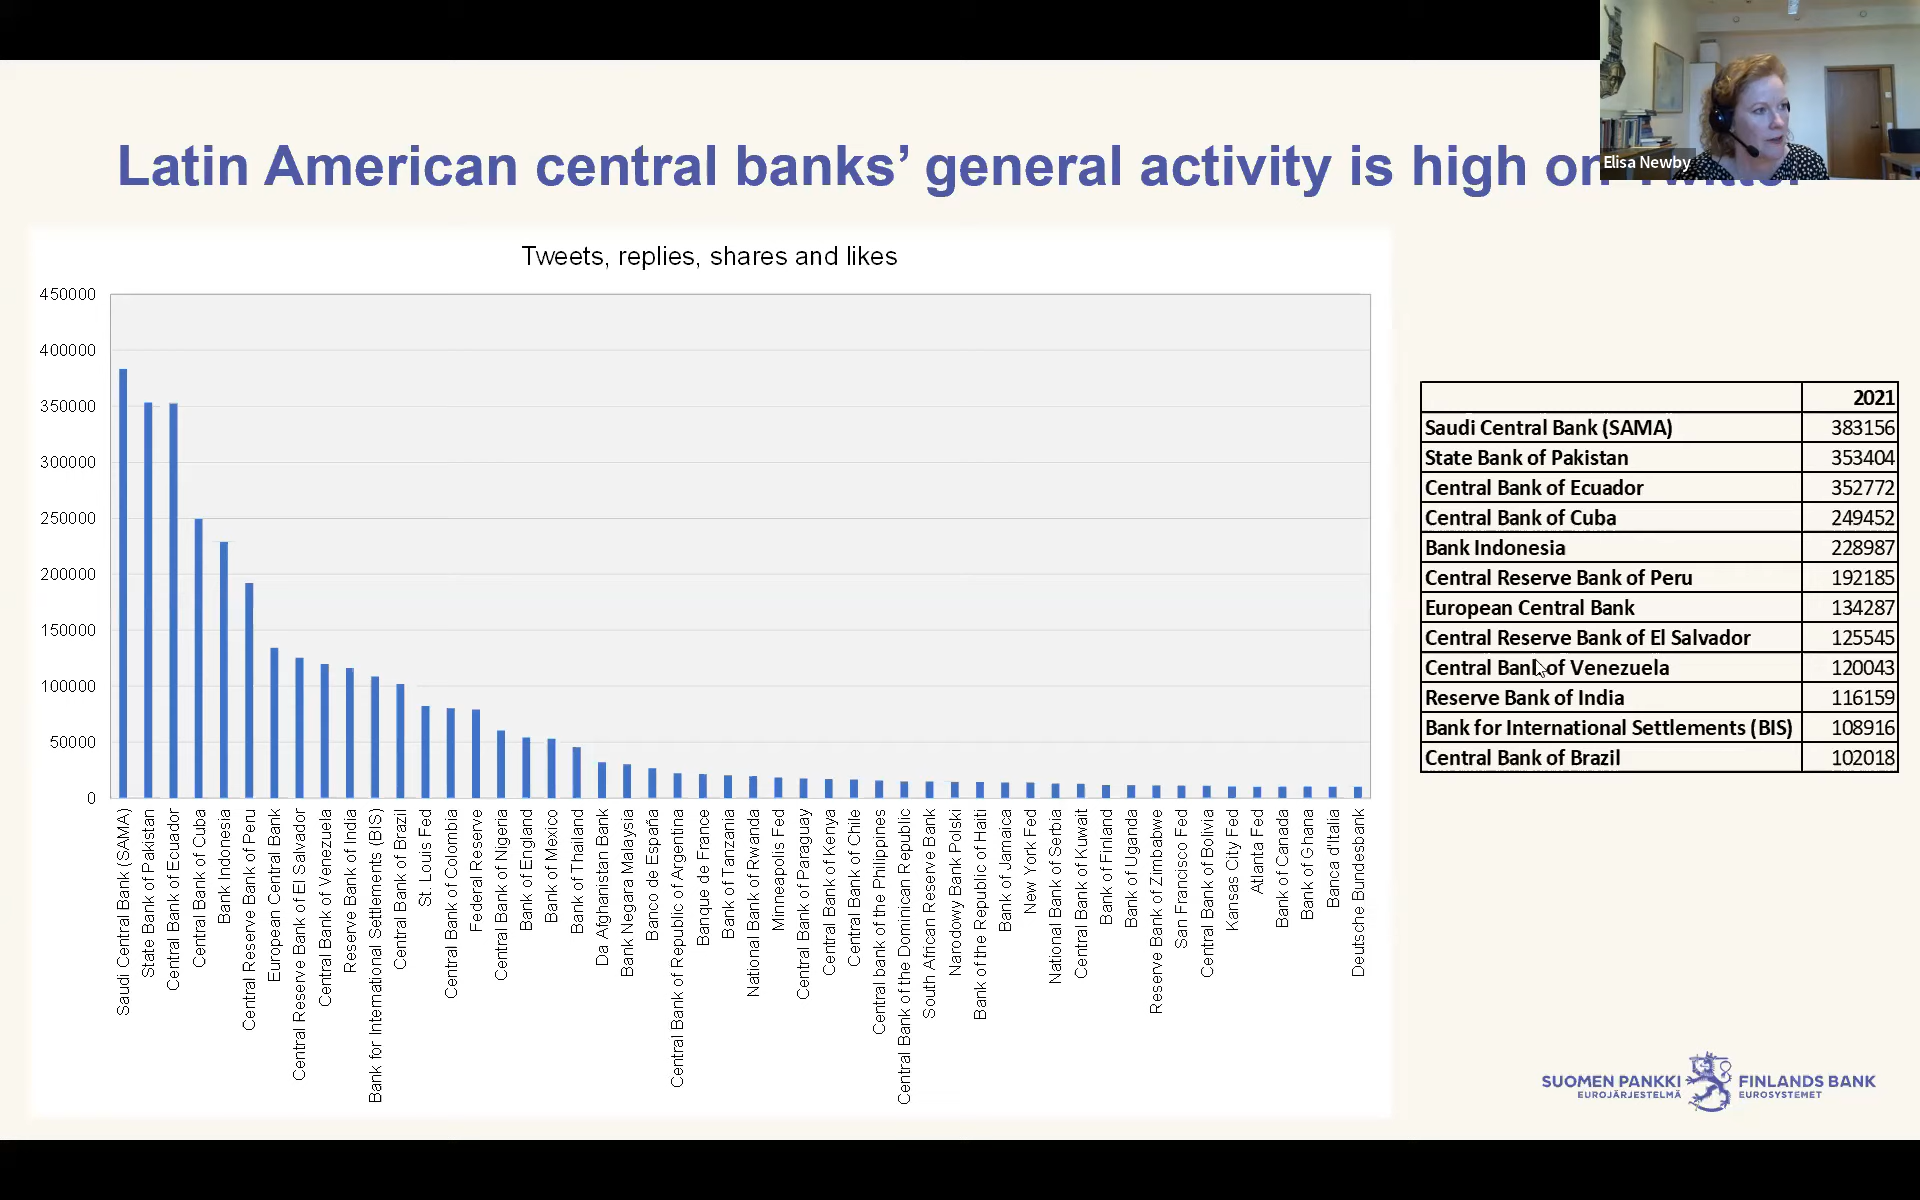 Latin American central banks’ general activity is high on Twitter
Elisa Newby
Tweets, replies, shares and likes
450000
400000
350000
300000
250000
200000
150000
100000
50000
0
Saudi Central Bank (SAMA)
State Bank of Pakistan
Central Bank of Ecuador
Central Bank of Cuba
Bank Indonesia
Central Reserve Bank of Peru
European Central Bank
Central Reserve Bank of El Salvador
Central Bank of Venezuela
Reserve Bank of India
Bank for International Settlements (BIS)
Central Bank of Brazil
St. Louis Fed
Central Bank of Colombia
Federal Reserve
Central Bank of Nigeria
Bank of England
Bank of Mexico
Bank of Thailand
Da Afghanistan Bank
Bank Negara Malaysia
Banco de España
Central Bank of Republic of Argentina
Banque de France
Bank of Tanzania
National Bank of Rwanda
Minneapolis Fed
Central Bank of Paraguay
Central Bank of Kenya
Central Bank of Chile
Central bank of the Philippines
Central Bank of the Dominican Republic
South African Reserve Bank
Narodowy Bank Polski
Bank of the Republic of Haiti
Bank of Jamaica
New York Fed
National Bank of Serbia
Central Bank of Kuwait
Bank of Finland
Bank of Uganda
Reserve Bank of Zimbabwe
San Francisco Fed
Central Bank of Bolivia
Kansas City Fed
Atlanta Fed
Bank of Canada
Bank of Ghana
Banca d'Italia
Deutsche Bundesbank
2021
Saudi Central Bank (SAMA) 383156
State Bank of Pakistan 353404
Central Bank of Ecuador 352772
Central Bank of Cuba 249452
Bank Indonesia 228987
Central Reserve Bank of Peru 192185
European Central Bank 134287
Central Reserve Bank of El Salvador 125545
Central Bank of Venezuela 120043
Reserve Bank of India 116159
Bank for International Settlements (BIS) 108916
Central Bank of Brazil 102018
SUOMEN PANKKI FINLANDS BANK
EUROJÄRJESTELMÄ EUROSYSTEMET